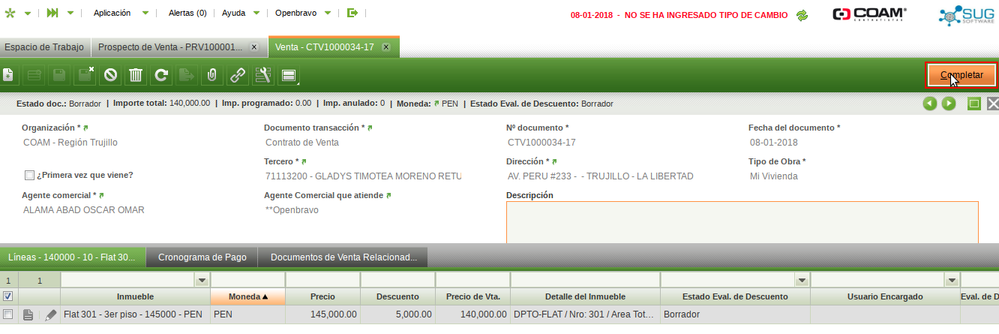 Aplicación Alertas (0) Ayuda Openbravo 08-01-2018 - NO SE HA INGRESADO TIPO DE CAMBIO COAM CONTRATISTAS SUG SOFTWARE
Espacio de Trabajo Prospecto de Venta - PRV100001... Venta - CTV1000034-17
Completar
Estado doc.: Borrador | Importe total: 140,000.00 | Imp. programado: 0.00 | Imp. anulado: 0 | Moneda: PEN | Estado Eval. de Descuento: Borrador
Organización * Documento transacción * Nº documento * Fecha del documento *
COAM - Región Trujillo Contrato de Venta CTV1000034-17 08-01-2018
Tercero * Dirección * Tipo de Obra *
¿Primera vez que viene? 71113200 - GLADYS TIMOTEA MORENO RETU AV. PERU #233 - - TRUJILLO - LA LIBERTAD Mi Vivienda
Agente comercial * Agente Comercial que atiende Descripción
ALAMA ABAD OSCAR OMAR **Openbravo
Líneas - 140000 - 10 - Flat 30... Cronograma de Pago Documentos de Venta Relacionad...
1 1
Inmueble Moneda Precio Descuento Precio de Vta. Detalle del Inmueble Estado Eval. de Descuento Usuario Encargado Eval. de D
Flat 301 - 3er piso - 145000 - PEN PEN 145,000.00 5,000.00 140,000.00 DPTO-FLAT / Nro: 301 / Area Tot... Borrador